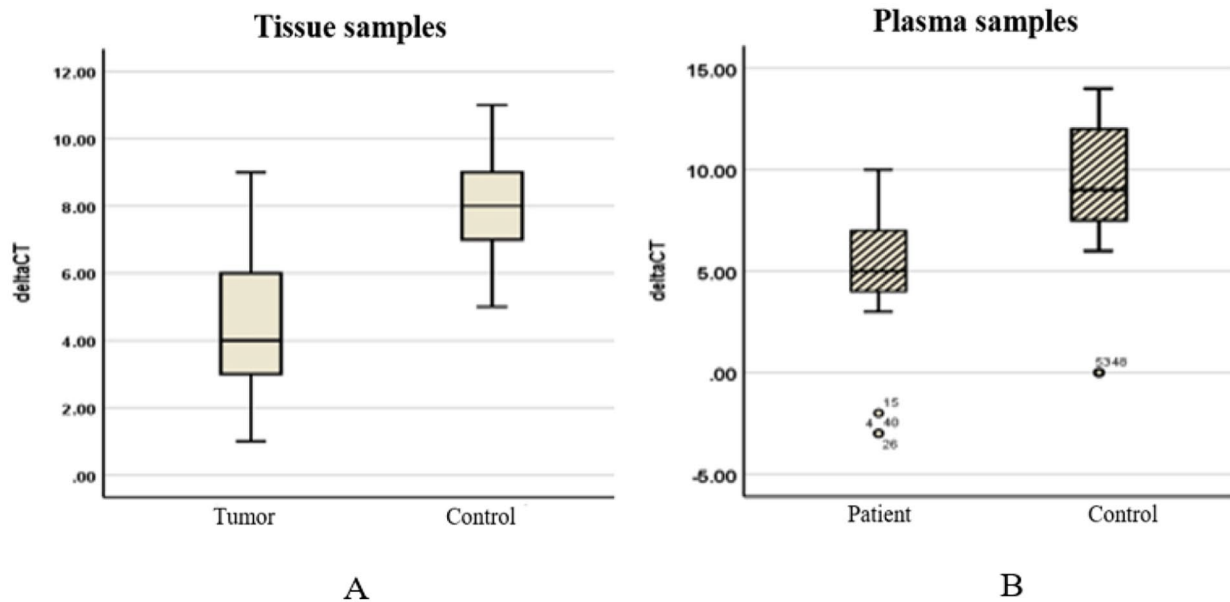 Tissue samples
12.00
10.00
8.00
6.00
4.00
2.00
.00
deltaCT
Tumor
Control
A
Plasma samples
15.00
10.00
5.00
.00
-5.00
deltaCT
5348
15
4 40
26
Patient
Control
B